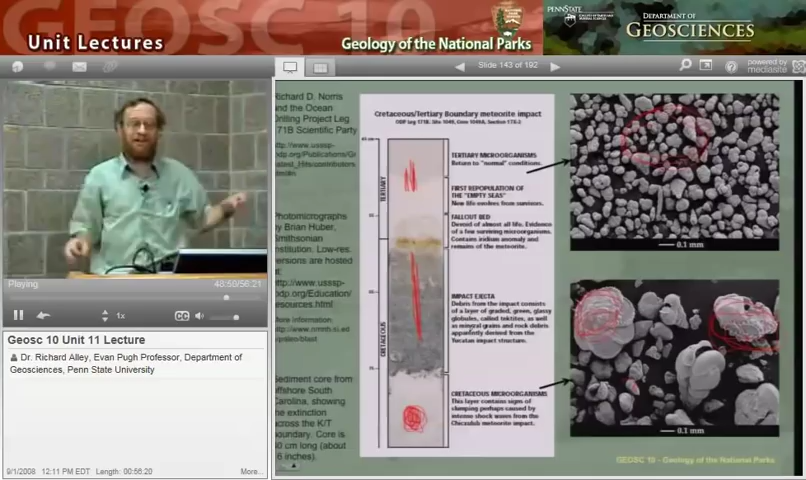 GEOSC 10
Unit Lectures
Geology of the National Parks
PENNSTATE
DEPARTMENT OF
GEOSCIENCES
Slide 143 of 192
powered by
mediasite
Playing
48:50/56:21
1x
CC
Geosc 10 Unit 11 Lecture
Dr. Richard Alley, Evan Pugh Professor, Department of
Geosciences, Penn State University
9/1/2008 12:11 PM EDT Length: 00:56:20
More...
Richard D. Norris
and the Ocean
Drilling Project Leg
171B Scientific Party
Photomicrographs
by Brian Huber,
Smithsonian
Institution. Low-res.
versions are hosted
at:
More information:
Sediment core from
offshore South
Carolina, showing
the extinction
across the K/T
boundary. Core is
cm long (about
inches).
Cretaceous/Tertiary Boundary meteorite impact
TERTIARY
CRETACEOUS
TERTIARY MICROORGANISMS
Return to "normal" conditions.
FIRST REPOPULATION OF
THE "EMPTY SEAS"
New life evolves from survivors.
FALLOUT BED
Devoid of almost all life. Evidence
of a few surviving microorganisms.
Contains iridium anomaly and
remains of the meteorite.
IMPACT EJECTA
Debris from the impact consists
of a layer of graded, green, glassy
globules, called tektites, as well
as mineral grains and rock debris
apparently derived from the
Yucatan impact structure.
CRETACEOUS MICROORGANISMS
This layer contains signs of
slumping perhaps caused by
intense shock waves from the
Chicxulub meteorite impact.
0.1 mm
0.1 mm
GEOSC 10 - Geology of the National Parks